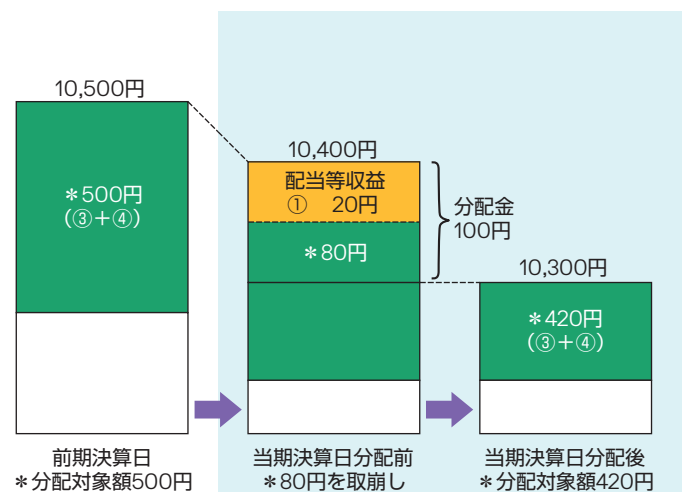 10,500円
*500円
(③+④)
前期決算日
*分配対象額500円
10,400円
配当等収益
① 20円
*80円
分配金
100円
当期決算日分配前
*80円を取崩し
10,300円
*420円
(③+④)
当期決算日分配後
*分配対象額420円